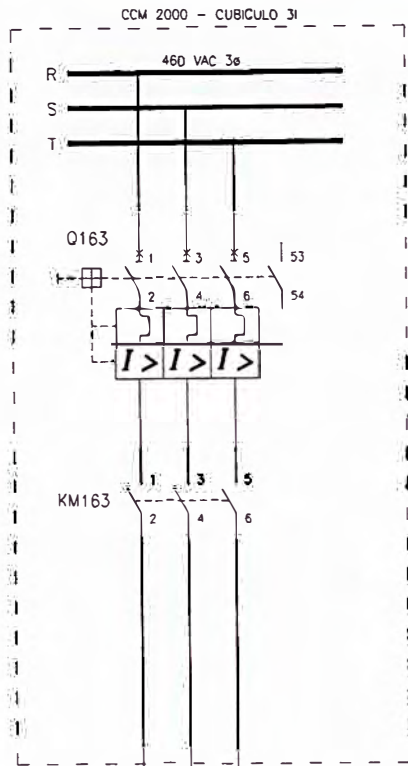 CCM 2000 - CUBICULO 31
460 VAC 3ø
R
S
T
Q163
1 3 5 53
2 4 6 54
I > I > I >
KM163
1 3 5
2 4 6